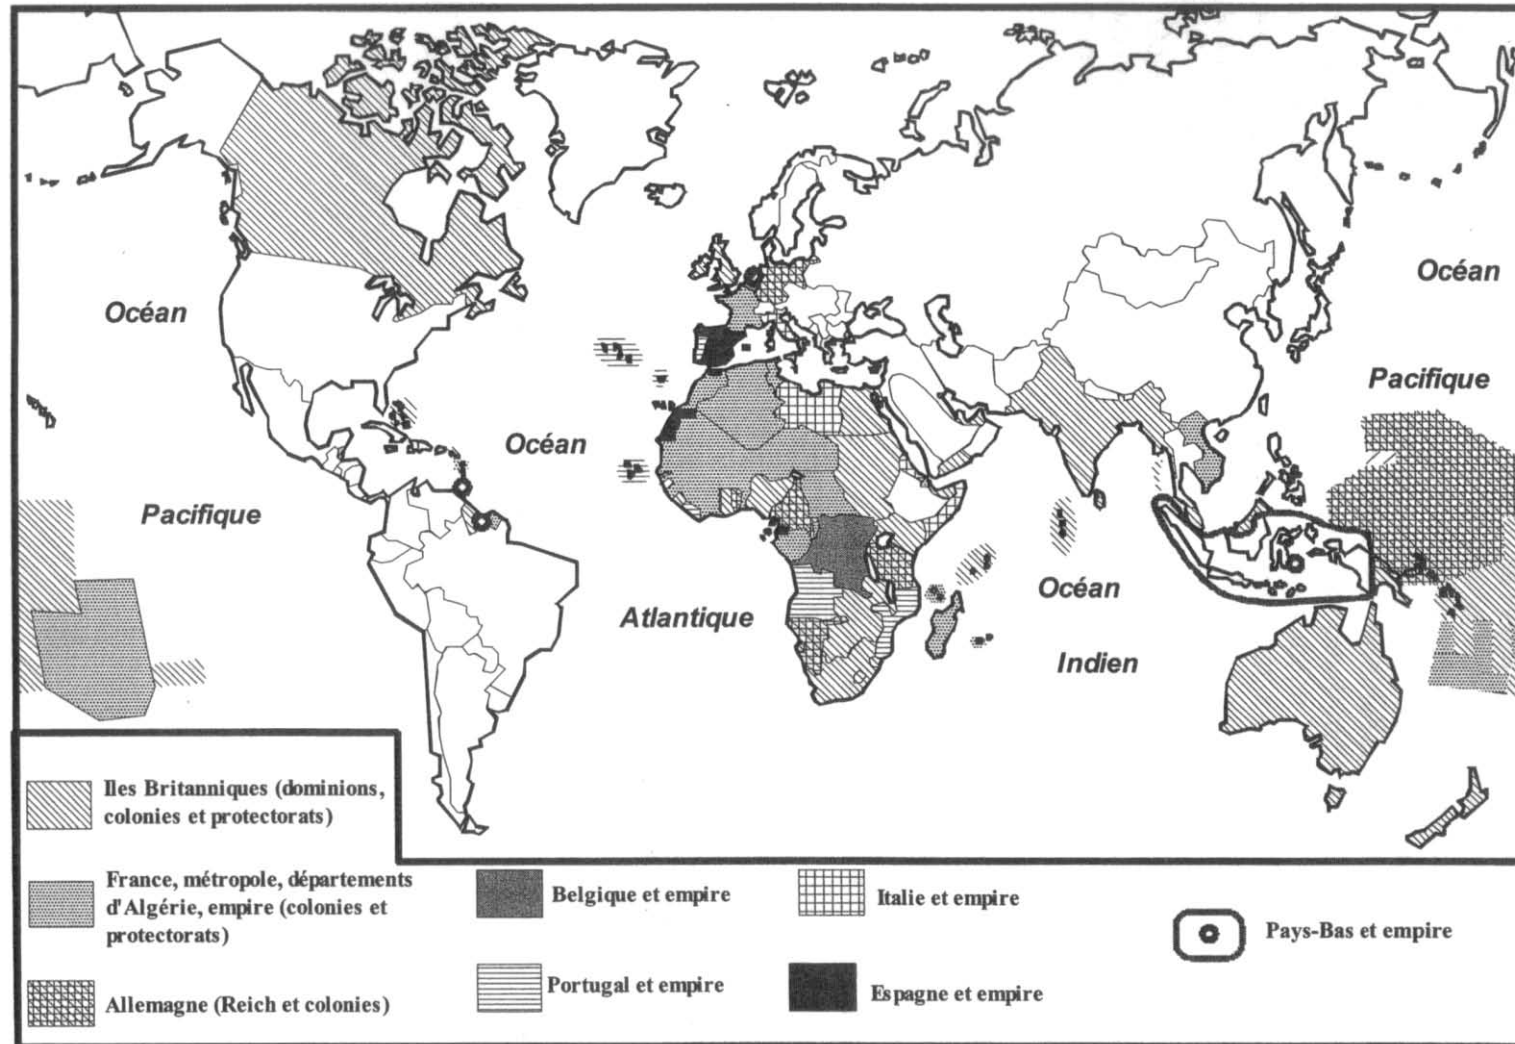 Océan
Pacifique
Océan
Atlantique
Océan
Indien
Océan
Pacifique
Iles Britanniques (dominions,
colonies et protectorats)
France, métropole, départements
d'Algérie, empire (colonies et
protectorats)
Allemagne (Reich et colonies)
Belgique et empire
Portugal et empire
Italie et empire
Espagne et empire
Pays-Bas et empire